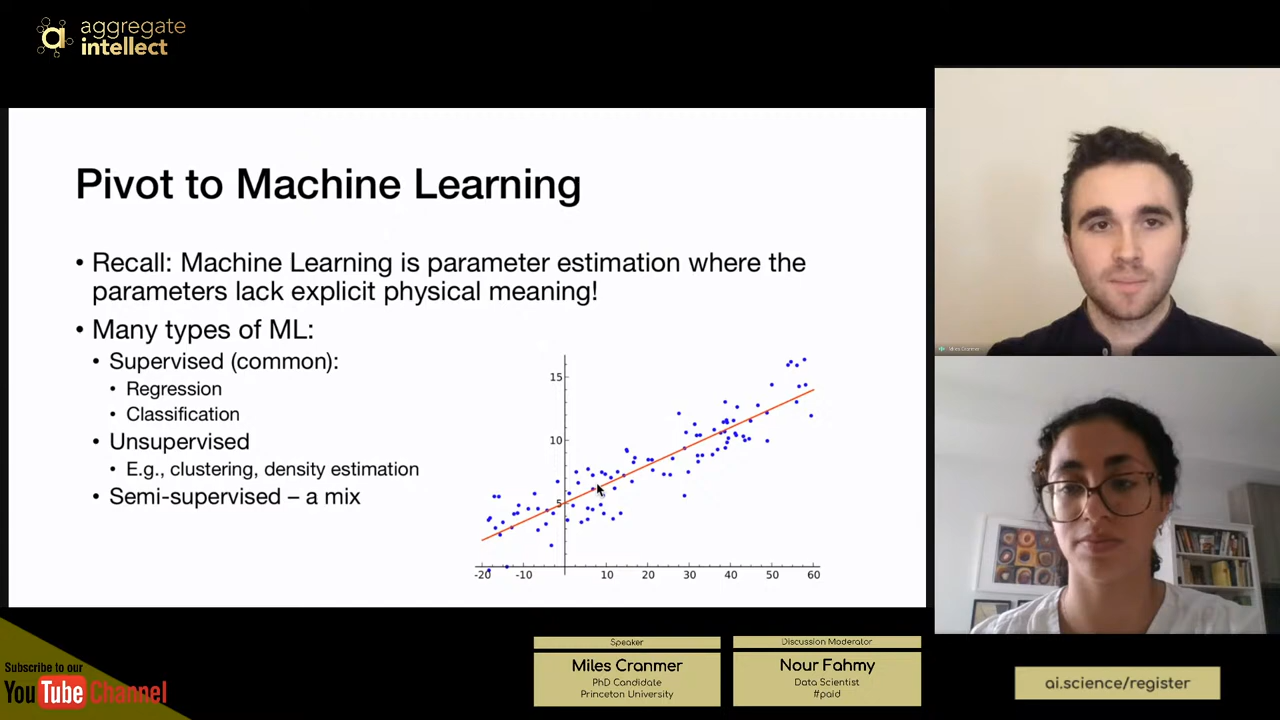 aggregate
intellect
Pivot to Machine Learning
• Recall: Machine Learning is parameter estimation where the
parameters lack explicit physical meaning!
• Many types of ML:
• Supervised (common):
• Regression
• Classification
• Unsupervised
• E.g., clustering, density estimation
• Semi-supervised – a mix
15
10
5
-20 -10 10 20 30 40 50 60
Miles Cranmer
Subscribe to our
YouTube Channel
Speaker
Miles Cranmer
PhD Candidate
Princeton University
Discussion Moderator
Nour Fahmy
Data Scientist
#paid
ai.science/register